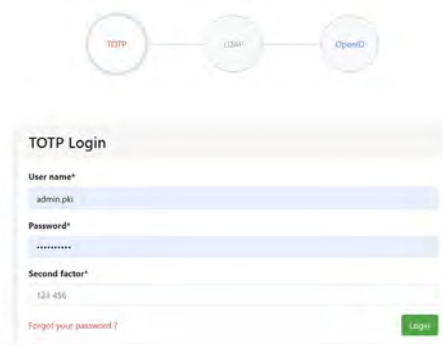 TOTP
LDAP
OpenID
TOTP Login
User name*
admin.pki
Password*
••••••••••
Second factor*
123 456
Forgot your password ?
Login